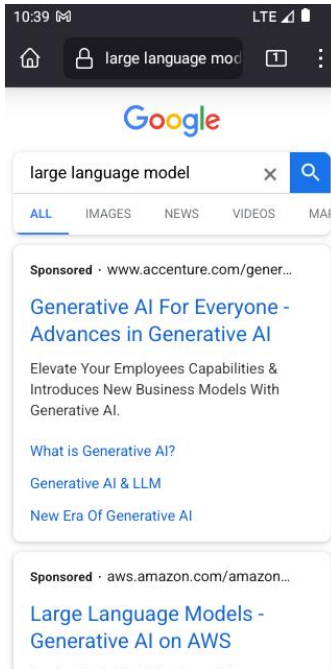 10:39 LTE
large language mod 1
Google
large language model
ALL IMAGES NEWS VIDEOS
Sponsored · www.accenture.com/gener...
Generative AI For Everyone -
Advances in Generative AI
Elevate Your Employees Capabilities &
Introduces New Business Models With
Generative AI.
What is Generative AI?
Generative AI & LLM
New Era Of Generative AI
Sponsored · aws.amazon.com/amazon...
Large Language Models -
Generative AI on AWS